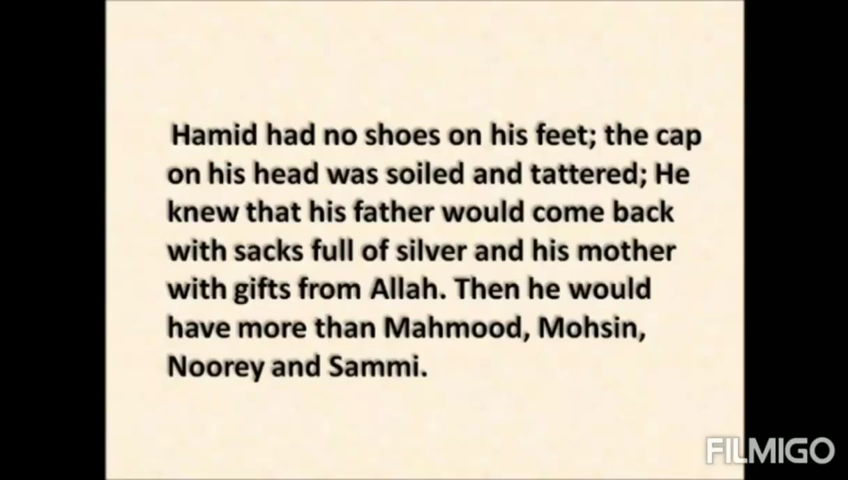 Hamid had no shoes on his feet; the cap
on his head was soiled and tattered; He
knew that his father would come back
with sacks full of silver and his mother
with gifts from Allah. Then he would
have more than Mahmood, Mohsin,
Noorey and Sammi.
FILMIGO